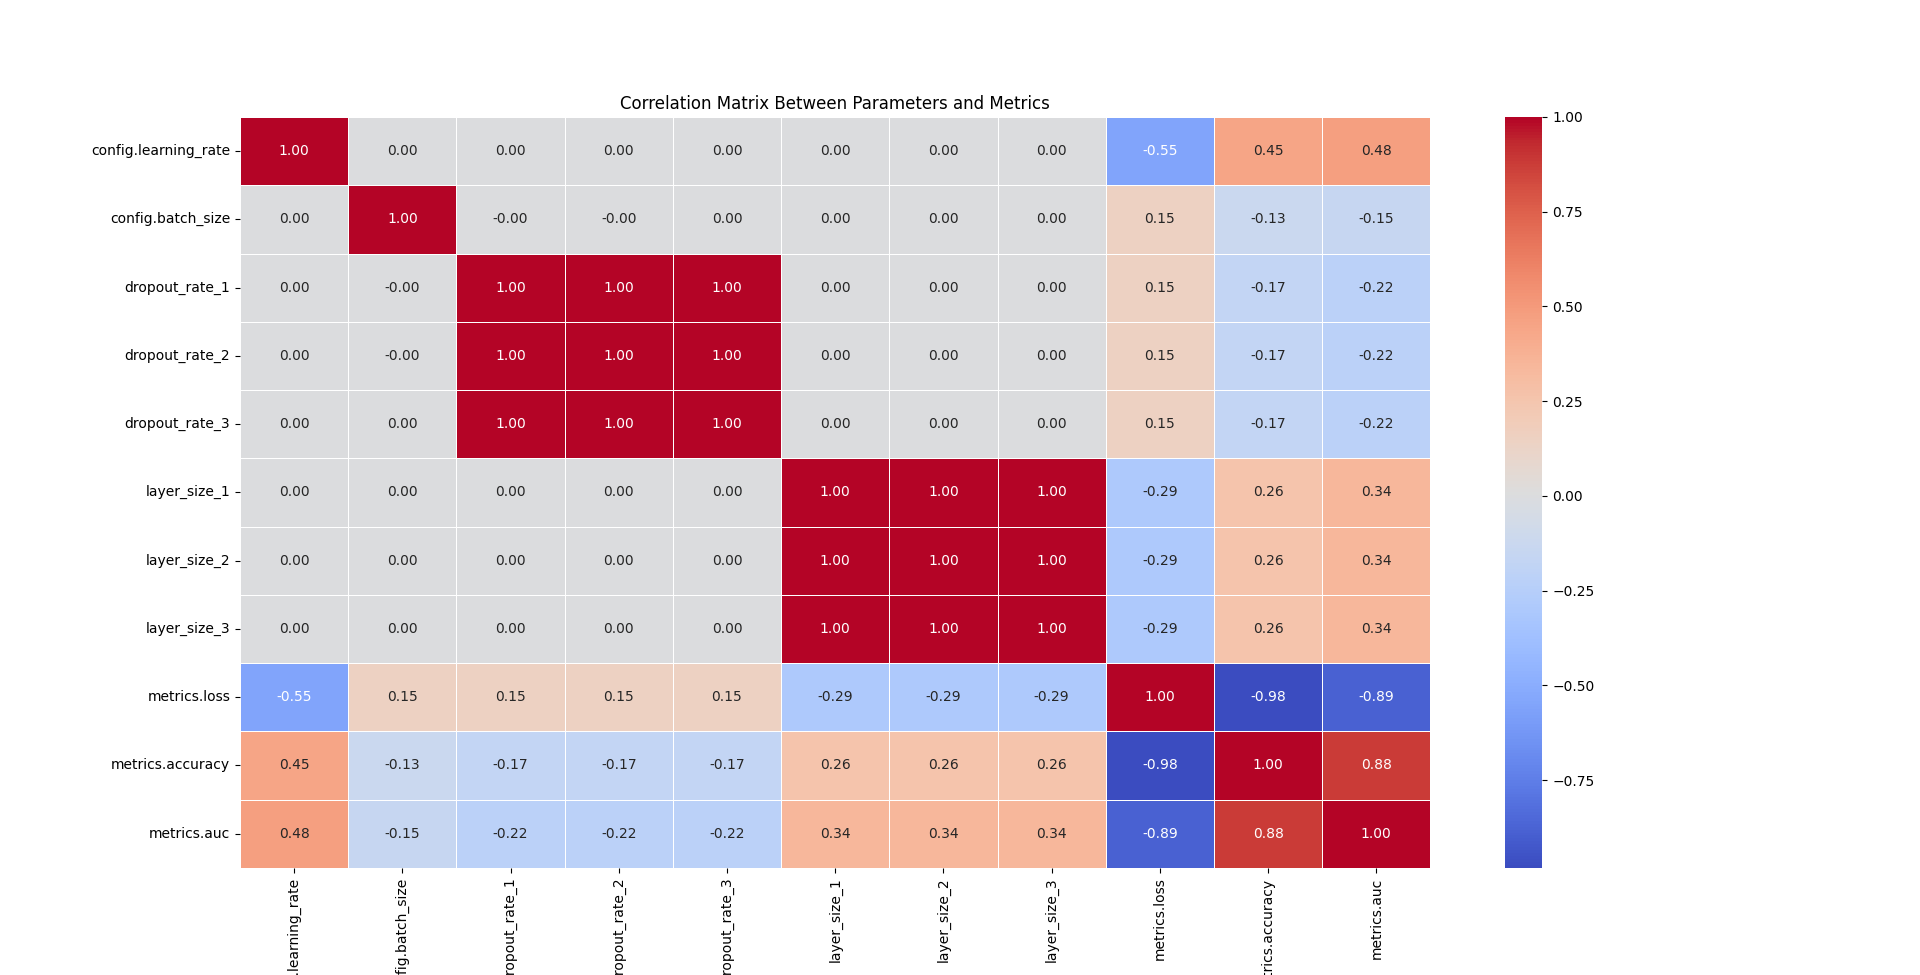 Correlation Matrix Between Parameters and Metrics
config.learning_rate 1.00 0.00 0.00 0.00 0.00 0.00 0.00 0.00 -0.55 0.45 0.48
config.batch_size 0.00 1.00 -0.00 -0.00 0.00 0.00 0.00 0.00 0.15 -0.13 -0.15
dropout_rate_1 0.00 -0.00 1.00 1.00 1.00 0.00 0.00 0.00 0.15 -0.17 -0.22
dropout_rate_2 0.00 -0.00 1.00 1.00 1.00 0.00 0.00 0.00 0.15 -0.17 -0.22
dropout_rate_3 0.00 0.00 1.00 1.00 1.00 0.00 0.00 0.00 0.15 -0.17 -0.22
layer_size_1 0.00 0.00 0.00 0.00 0.00 1.00 1.00 1.00 -0.29 0.26 0.34
layer_size_2 0.00 0.00 0.00 0.00 0.00 1.00 1.00 1.00 -0.29 0.26 0.34
layer_size_3 0.00 0.00 0.00 0.00 0.00 1.00 1.00 1.00 -0.29 0.26 0.34
metrics.loss -0.55 0.15 0.15 0.15 0.15 -0.29 -0.29 -0.29 1.00 -0.98 -0.89
metrics.accuracy 0.45 -0.13 -0.17 -0.17 -0.17 0.26 0.26 0.26 -0.98 1.00 0.88
metrics.auc 0.48 -0.15 -0.22 -0.22 -0.22 0.34 0.34 0.34 -0.89 0.88 1.00
.learning_rate
fig.batch_size
ropout_rate_1
ropout_rate_2
ropout_rate_3
layer_size_1
layer_size_2
layer_size_3
metrics.loss
trics.accuracy
metrics.auc
1.00
0.75
0.50
0.25
0.00
−0.25
−0.50
−0.75